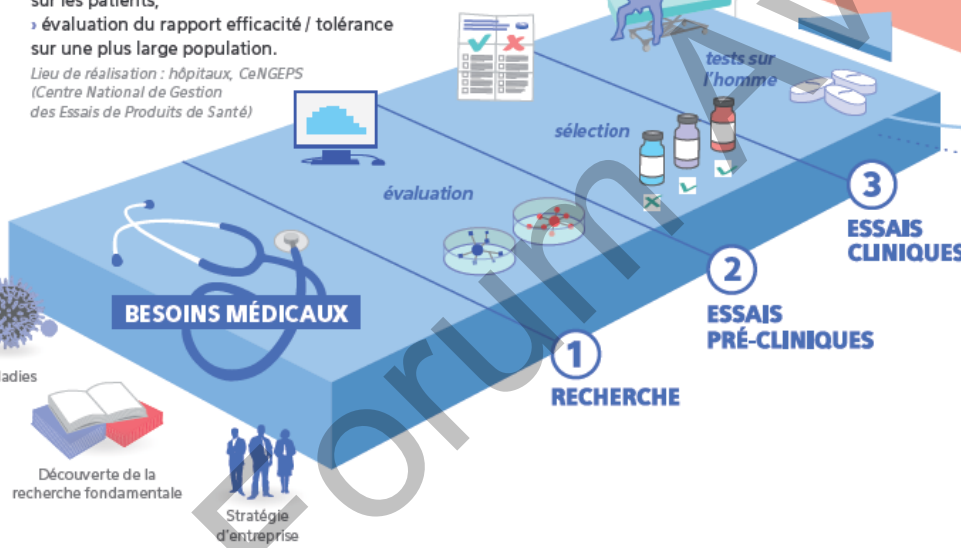 sur les patients,
› évaluation du rapport efficacité / tolérance
sur une plus large population.
Lieu de réalisation : hôpitaux, CeNGEPS
(Centre National de Gestion
des Essais de Produits de Santé)
tests sur
l'homme
sélection
évaluation
3
ESSAIS
CLINIQUES
2
ESSAIS
PRÉ-CLINIQUES
1
RECHERCHE
BESOINS MÉDICAUX
adies
Découverte de la
recherche fondamentale
Stratégie
d'entreprise
Forum Av